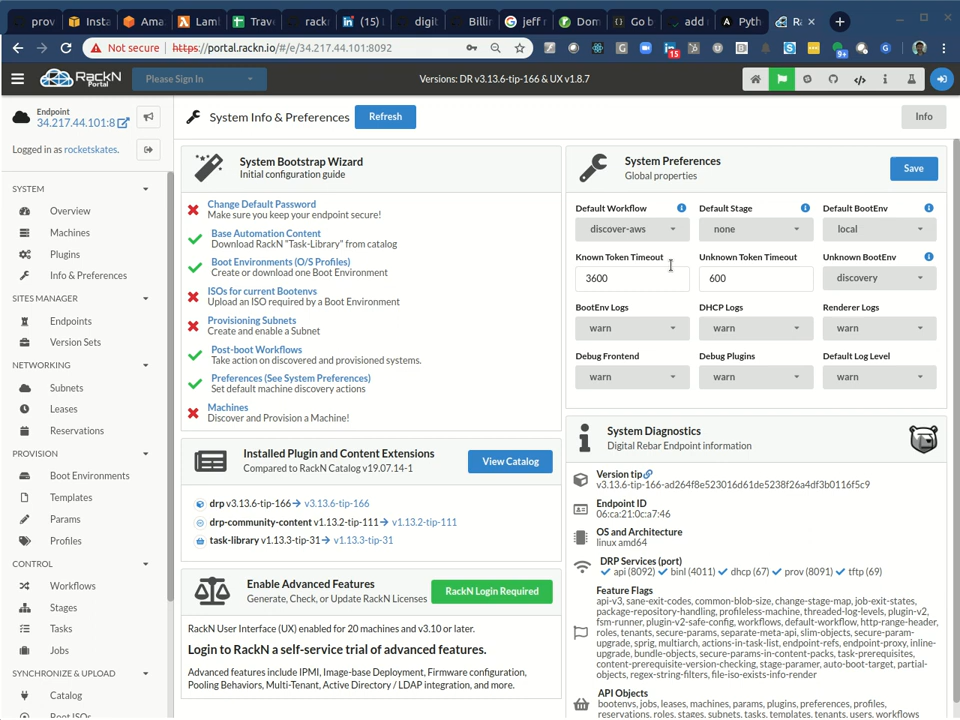 prov
Insta
Ama
Laml
Trave
rackr
(15)
digit
Billir
jeff r
Dom
Go b
add
Pyth
R
Not secure
https://portal.rackn.io/#/e/34.217.44.101:8092
15
9+
RACKN
Portal
Please Sign In
Versions: DR v3.13.6-tip-166 & UX v1.8.7
Endpoint
34.217.44.101:8
Logged in as rocketskates.
System Info & Preferences
Refresh
Info
SYSTEM
Overview
Machines
Plugins
Info & Preferences
SITES MANAGER
Endpoints
Version Sets
NETWORKING
Subnets
Leases
Reservations
PROVISION
Boot Environments
Templates
Params
Profiles
CONTROL
Workflows
Stages
Tasks
Jobs
SYNCHRONIZE & UPLOAD
Catalog
Boot ISOs
System Bootstrap Wizard
Initial configuration guide
Change Default Password
Make sure you keep your endpoint secure!
Base Automation Content
Download RackN "Task-Library" from catalog
Boot Environments (O/S Profiles)
Create or download one Boot Environment
ISOs for current Bootenvs
Upload an ISO required by a Boot Environment
Provisioning Subnets
Create and enable a Subnet
Post-boot Workflows
Take action on discovered and provisioned systems.
Preferences (See System Preferences)
Set default machine discovery actions
Machines
Discover and Provision a Machine!
Installed Plugin and Content Extensions
Compared to RackN Catalog v19.07.14-1
View Catalog
drp v3.13.6-tip-166→ v3.13.6-tip-166
drp-community-content v1.13.2-tip-111→ v1.13.2-tip-111
task-library v1.13.3-tip-31→ v1.13.3-tip-31
Enable Advanced Features
Generate, Check, or Update RackN Licenses
RackN Login Required
RackN User Interface (UX) enabled for 20 machines and v3.10 or later.
Login to RackN a self-service trial of advanced features.
Advanced features include IPMI, Image-base Deployment, Firmware configuration,
Pooling Behaviors, Multi-Tenant, Active Directory / LDAP integration, and more.
System Preferences
Global properties
Save
Default Workflow
Default Stage
Default BootEnv
discover-aws
none
local
Known Token Timeout
Unknown Token Timeout
Unknown BootEnv
3600
600
discovery
BootEnv Logs
DHCP Logs
Renderer Logs
warn
warn
warn
Debug Frontend
Debug Plugins
Default Log Level
warn
warn
warn
System Diagnostics
Digital Rebar Endpoint information
Version tip
v3.13.6-tip-166-ad264f8e523016d61de5238f26a4df3b0116f5c9
Endpoint ID
06:ca:21:0c:a7:46
OS and Architecture
linux amd64
DRP Services (port)
api (8092) binl (4011) dhcp (67) prov (8091) tftp (69)
Feature Flags
api-v3, sane-exit-codes, common-blob-size, change-stage-map, job-exit-states,
package-repository-handling, profileless-machine, threaded-log-levels, plugin-v2,
fsm-runner, plugin-v2-safe-config, workflows, default-workflow, http-range-header,
roles, tenants, secure-params, separate-meta-api, slim-objects, secure-param-
upgrade, sprig, multiarch, actions-in-task-list, endpoint-refs, endpoint-proxy, inline-
upgrade, bundle-objects, secure-params-in-content-packs, task-prerequisites,
content-prerequisite-version-checking, stage-paramer, auto-boot-target, partial-
objects, regex-string-filters, file-iso-exists-info-render
API Objects
bootenvs, jobs, leases, machines, params, plugins, preferences, profiles,
reservations, roles, stages, subnets, tasks, templates, tenants, users, workflows